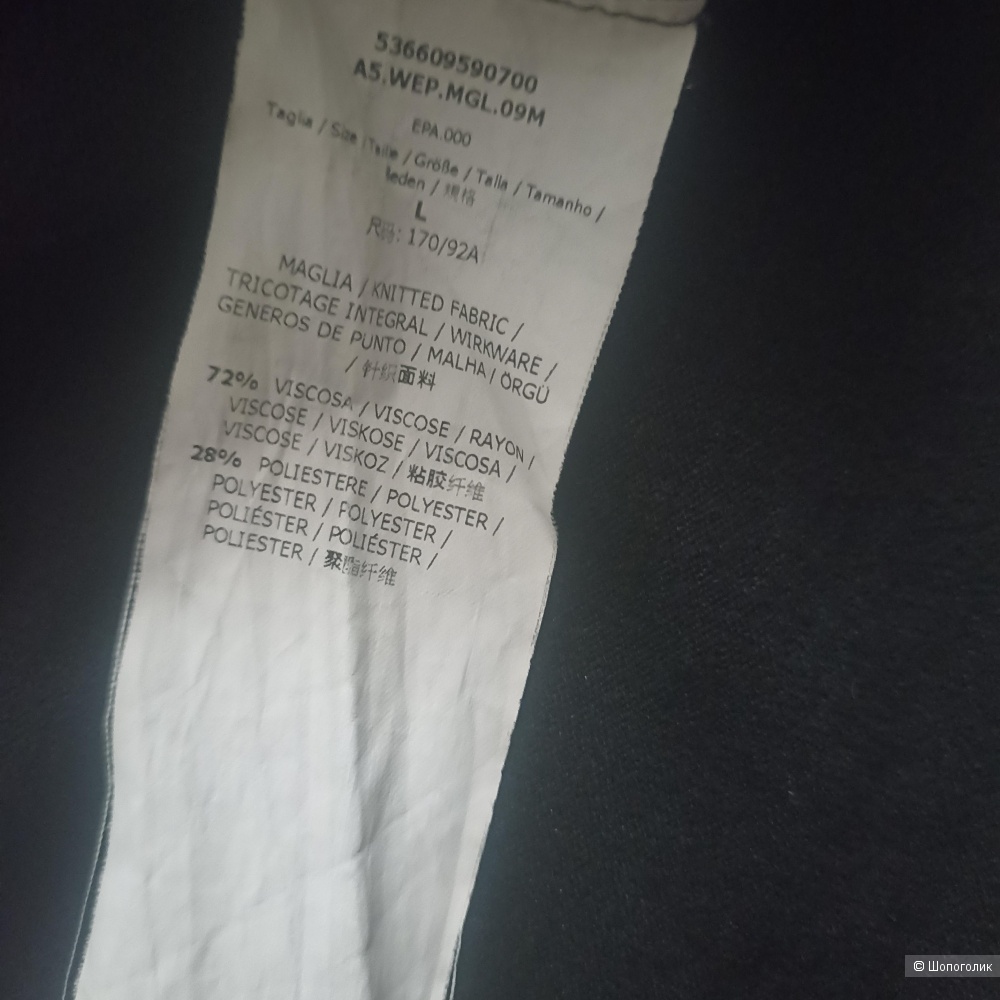 536609590700
A5.WEP.MGL.09M
EPA.000
Taglia / Size / Taille / Größe / Talla / Tamanho /
Beden / 规格
L
尺码: 170/92A
MAGLIA / KNITTED FABRIC /
TRICOTAGE INTEGRAL / WIRKWARE /
GENEROS DE PUNTO / MALHA / ÖRGÜ
/ 针织面料
72% VISCOSA / VISCOSE / RAYON /
VISCOSE / VISKOSE / VISCOSA /
VISCOSE / VISKOZ / 粘胶纤维
28% POLIESTERE / POLYESTER /
POLYESTER / POLYESTER /
POLIÉSTER / POLIÉSTER /
POLIESTER / 聚酯纤维
© Шопоголик